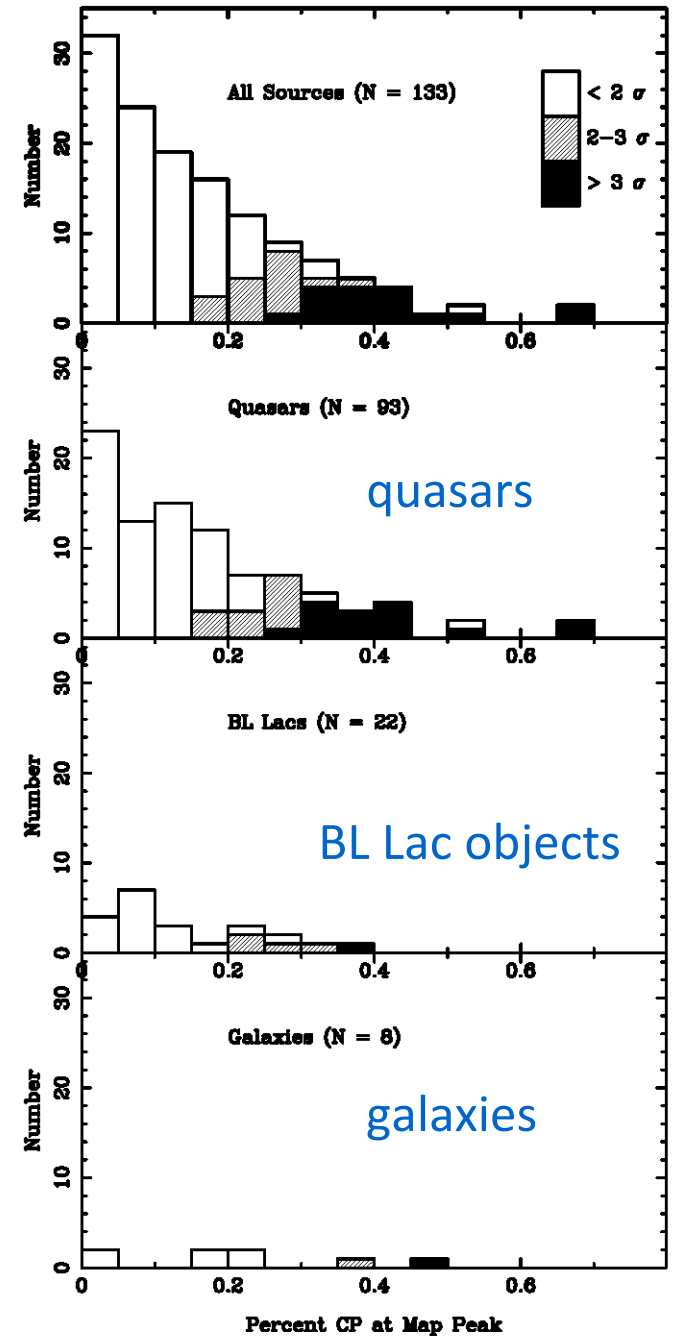 30
20
10
0
Number
All Sources (N = 133)
< 2 σ
2-3 σ
> 3 σ
0 0.2 0.4 0.6
30
20
10
0
Number
Quasars (N = 93)
quasars
0 0.2 0.4 0.6
30
20
10
0
Number
BL Lacs (N = 22)
BL Lac objects
0 0.2 0.4 0.6
30
20
10
0
Number
Galaxies (N = 8)
galaxies
0 0.2 0.4 0.6
Percent CP at Map Peak